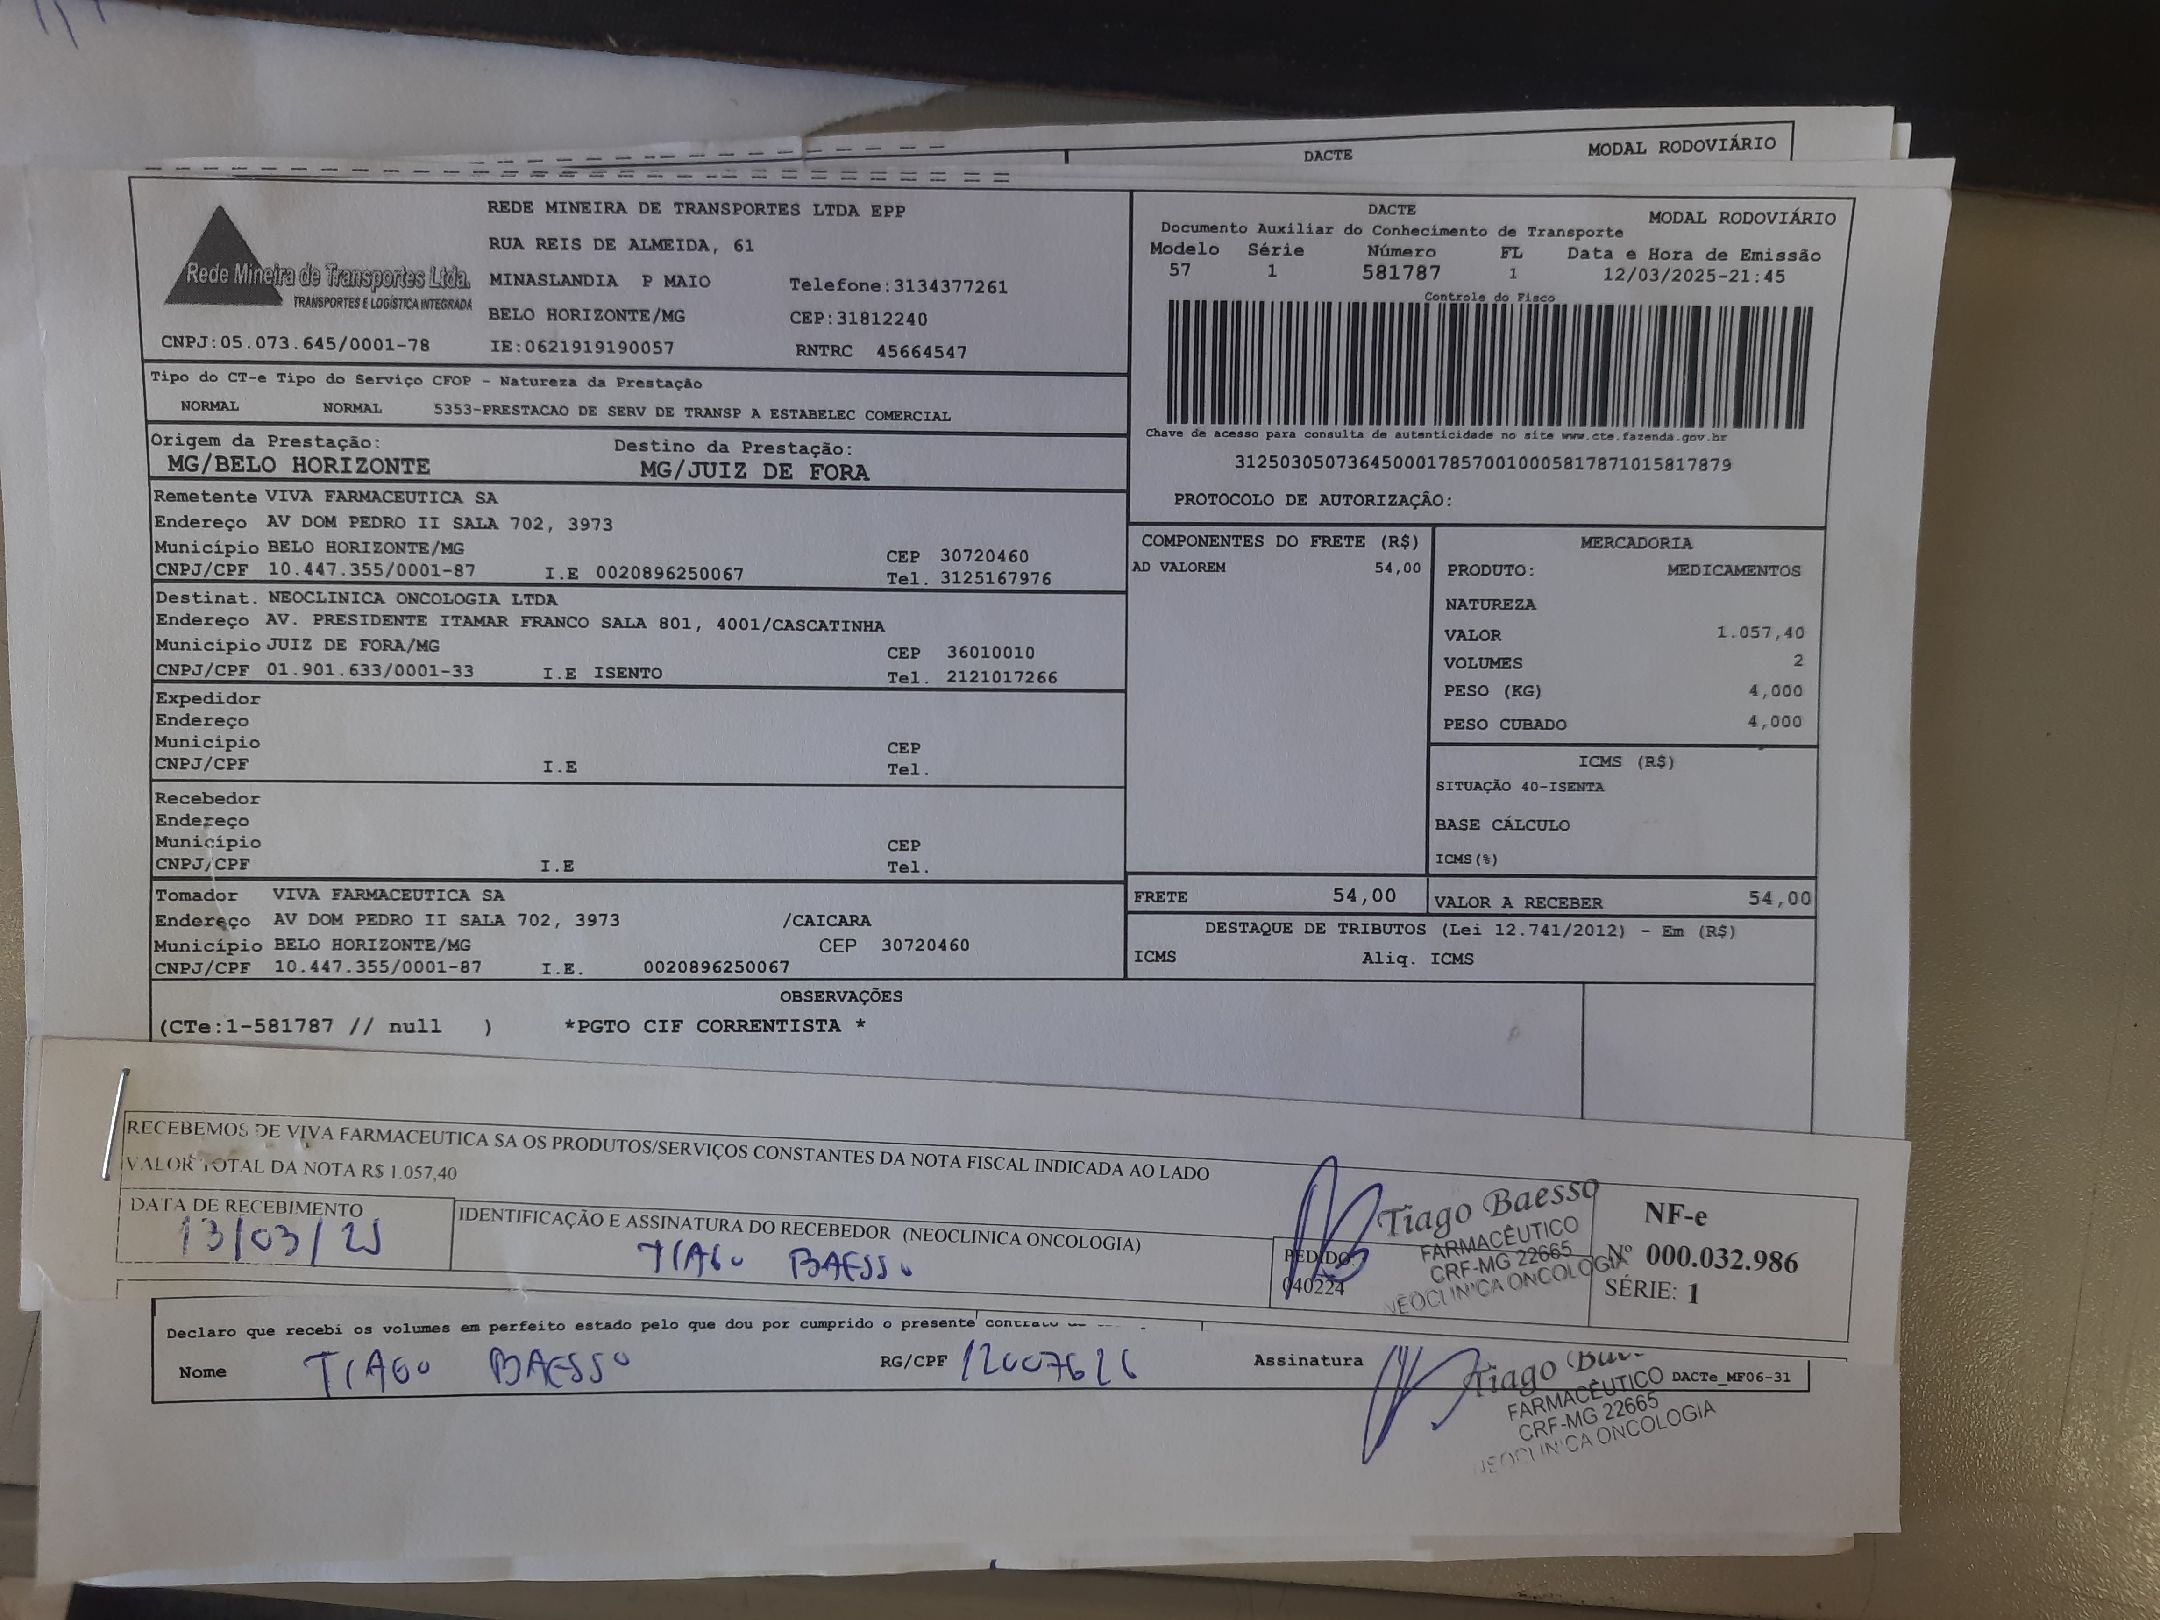 DACTE MODAL RODOVIÁRIO
Rede Mineira de Transportes Ltda.
TRANSPORTES E LOGÍSTICA INTEGRADA
CNPJ:05.073.645/0001-78
REDE MINEIRA DE TRANSPORTES LTDA EPP
RUA REIS DE ALMEIDA, 61
MINASLANDIA P MAIO Telefone:3134377261
BELO HORIZONTE/MG CEP:31812240
IE:0621919190057 RNTRC 45664547
DACTE MODAL RODOVIÁRIO
Documento Auxiliar do Conhecimento de Transporte
Modelo Série Número FL Data e Hora de Emissão
57 1 581787 1 12/03/2025-21:45
Controle do Fisco
Chave de acesso para consulta de autenticidade no site www.cte.fazenda.gov.br
31250305073645000178570010005817871015817879
PROTOCOLO DE AUTORIZAÇÃO:
Tipo do CT-e Tipo do Serviço CFOP - Natureza da Prestação
NORMAL NORMAL 5353-PRESTACAO DE SERV DE TRANSP A ESTABELEC COMERCIAL
Origem da Prestação: Destino da Prestação:
MG/BELO HORIZONTE MG/JUIZ DE FORA
Remetente VIVA FARMACEUTICA SA
Endereço AV DOM PEDRO II SALA 702, 3973
Município BELO HORIZONTE/MG CEP 30720460
CNPJ/CPF 10.447.355/0001-87 I.E 0020896250067 Tel. 3125167976
Destinat. NEOCLINICA ONCOLOGIA LTDA
Endereço AV. PRESIDENTE ITAMAR FRANCO SALA 801, 4001/CASCATINHA
Município JUIZ DE FORA/MG CEP 36010010
CNPJ/CPF 01.901.633/0001-33 I.E ISENTO Tel. 2121017266
Expedidor
Endereço
Município CEP
CNPJ/CPF I.E Tel.
Recebedor
Endereço
Município CEP
CNPJ/CPF I.E Tel.
Tomador VIVA FARMACEUTICA SA
Endereço AV DOM PEDRO II SALA 702, 3973 /CAICARA
Município BELO HORIZONTE/MG CEP 30720460
CNPJ/CPF 10.447.355/0001-87 I.E. 0020896250067
COMPONENTES DO FRETE (R$)
AD VALOREM 54,00
MERCADORIA
PRODUTO: MEDICAMENTOS
NATUREZA
VALOR 1.057,40
VOLUMES 2
PESO (KG) 4,000
PESO CUBADO 4,000
ICMS (R$)
SITUAÇÃO 40-ISENTA
BASE CÁLCULO
ICMS(%)
FRETE 54,00 VALOR A RECEBER 54,00
DESTAQUE DE TRIBUTOS (Lei 12.741/2012) - Em (R$)
ICMS Aliq. ICMS
OBSERVAÇÕES
(CTe:1-581787 // null ) *PGTO CIF CORRENTISTA *
RECEBEMOS DE VIVA FARMACEUTICA SA OS PRODUTOS/SERVIÇOS CONSTANTES DA NOTA FISCAL INDICADA AO LADO
VALOR TOTAL DA NOTA R$ 1.057,40
DATA DE RECEBIMENTO
13/03/25
IDENTIFICAÇÃO E ASSINATURA DO RECEBEDOR (NEOCLINICA ONCOLOGIA)
TIAGO BAESSO
PEDIDO:
040224
Tiago Baesso
FARMACÊUTICO
CRF-MG 22665
NEOCLINICA ONCOLOGIA
NF-e
Nº 000.032.986
SÉRIE: 1
Declaro que recebi os volumes em perfeito estado pelo que dou por cumprido o presente contrato
Nome TIAGO BAESSO RG/CPF Assinatura
Tiago
FARMACÊUTICO DACTe_MF06-31
CRF-MG 22665
NEOCLINICA ONCOLOGIA